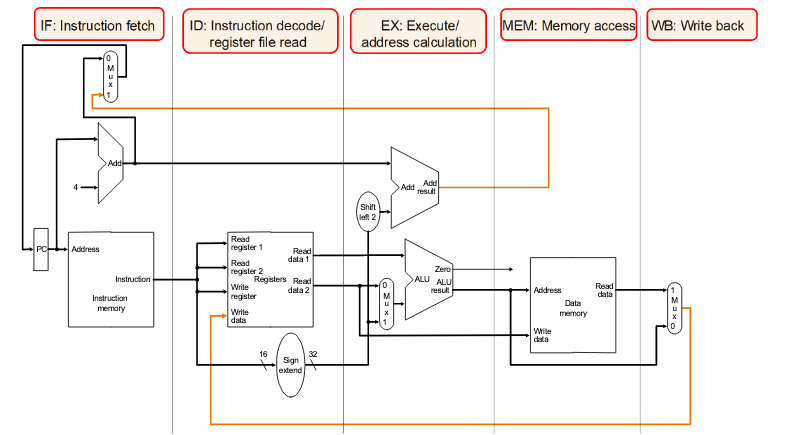 IF: Instruction fetch
ID: Instruction decode/
register file read
EX: Execute/
address calculation
MEM: Memory access
WB: Write back
0
M
u
x
1
Add
4
Add
Add
result
Shift
left 2
PC
Address
Instruction
Instruction
memory
Read
register 1
Read
register 2
Registers
Write
register
Write
data
Read
data 1
Read
data 2
16
Sign
extend
32
0
M
u
x
1
Zero
ALU
ALU
result
Address
Read
data
Data
memory
Write
data
1
M
u
x
0